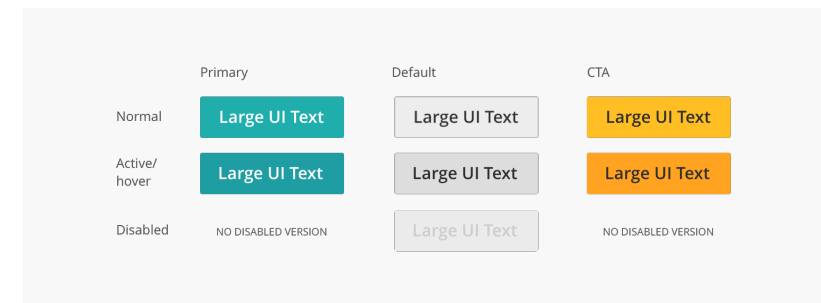 Primary Default CTA
Normal Large UI Text Large UI Text Large UI Text
Active/
hover Large UI Text Large UI Text Large UI Text
Disabled NO DISABLED VERSION Large UI Text NO DISABLED VERSION